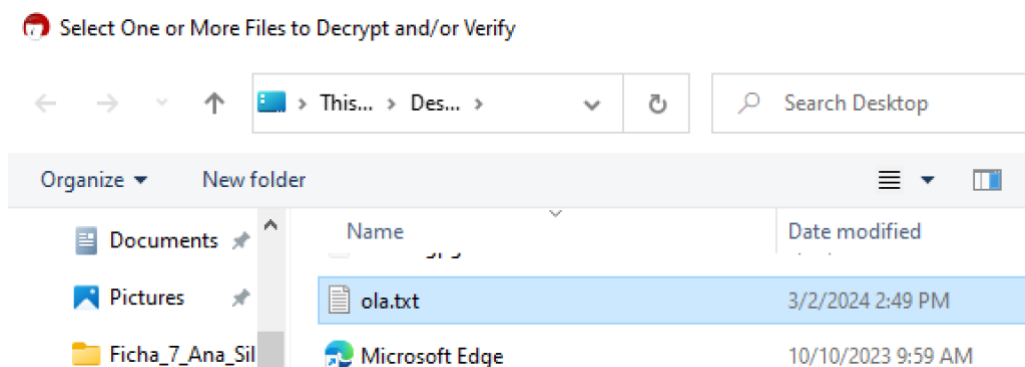 Select One or More Files to Decrypt and/or Verify
This... > Des... >
Search Desktop
Organize
New folder
Documents
Name
Date modified
Pictures
ola.txt
3/2/2024 2:49 PM
Ficha_7_Ana_Sil
Microsoft Edge
10/10/2023 9:59 AM